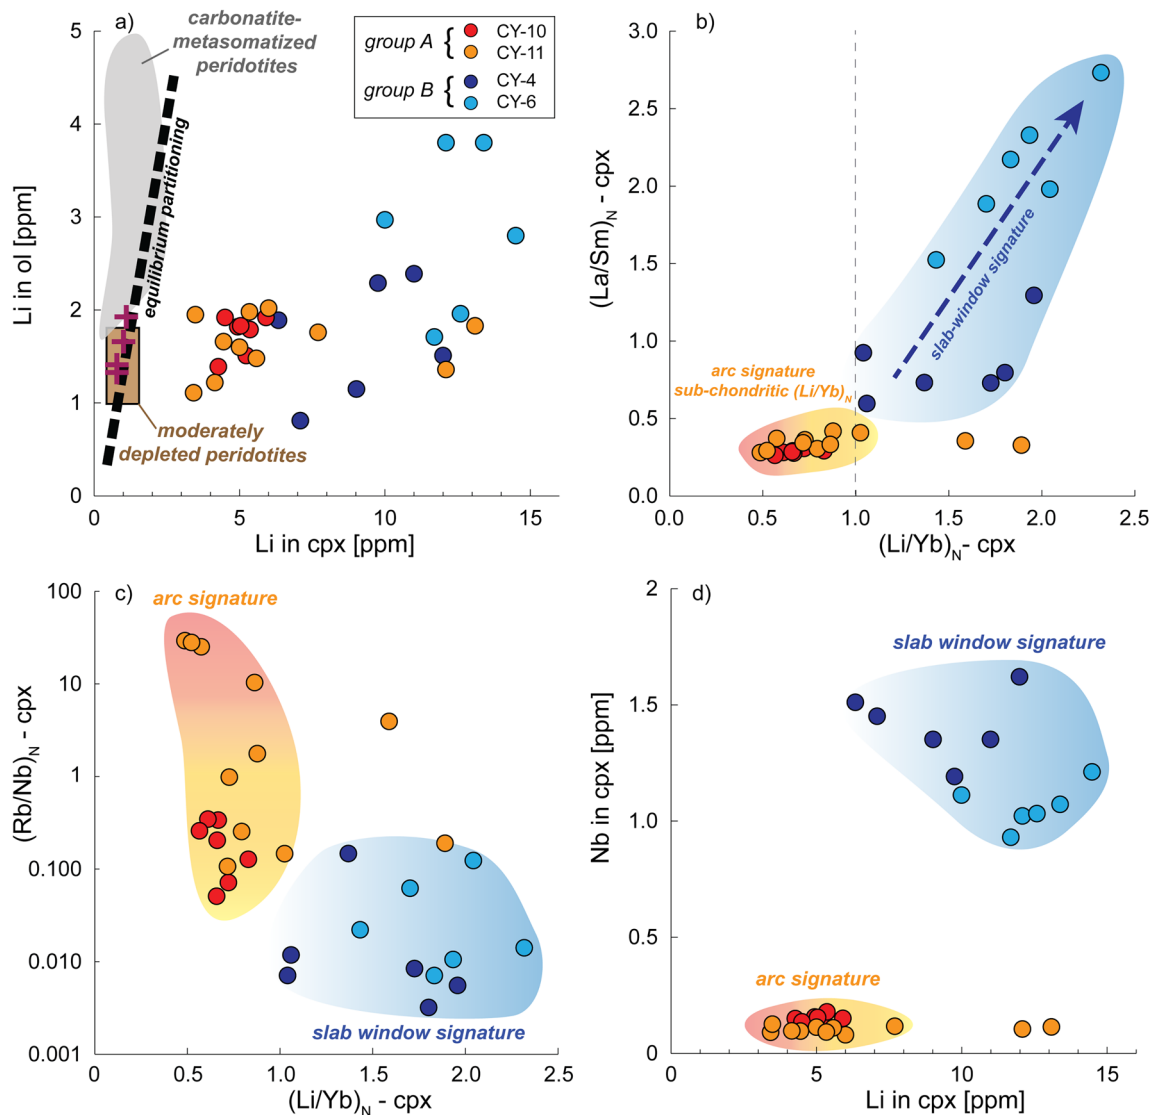 a)
carbonatite-
metasomatized
peridotites
group A { CY-10
CY-11
group B { CY-4
CY-6
equilibrium partitioning
moderately
depleted peridotites
Li in ol [ppm]
5
4
3
2
1
0
0 5 10 15
Li in cpx [ppm]
b)
(La/Sm)N - cpx
3.0
2.5
2.0
1.5
1.0
0.5
0.0
slab-window signature
arc signature
sub-chondritic (Li/Yb)N
0.0 0.5 1.0 1.5 2.0 2.5
(Li/Yb)N- cpx
c)
arc signature
(Rb/Nb)N - cpx
100
10
1
0.100
0.010
0.001
slab window signature
0.0 0.5 1.0 1.5 2.0 2.5
(Li/Yb)N - cpx
d)
slab window signature
Nb in cpx [ppm]
2
1.5
1.0
0.5
0
arc signature
0 5 10 15
Li in cpx [ppm]